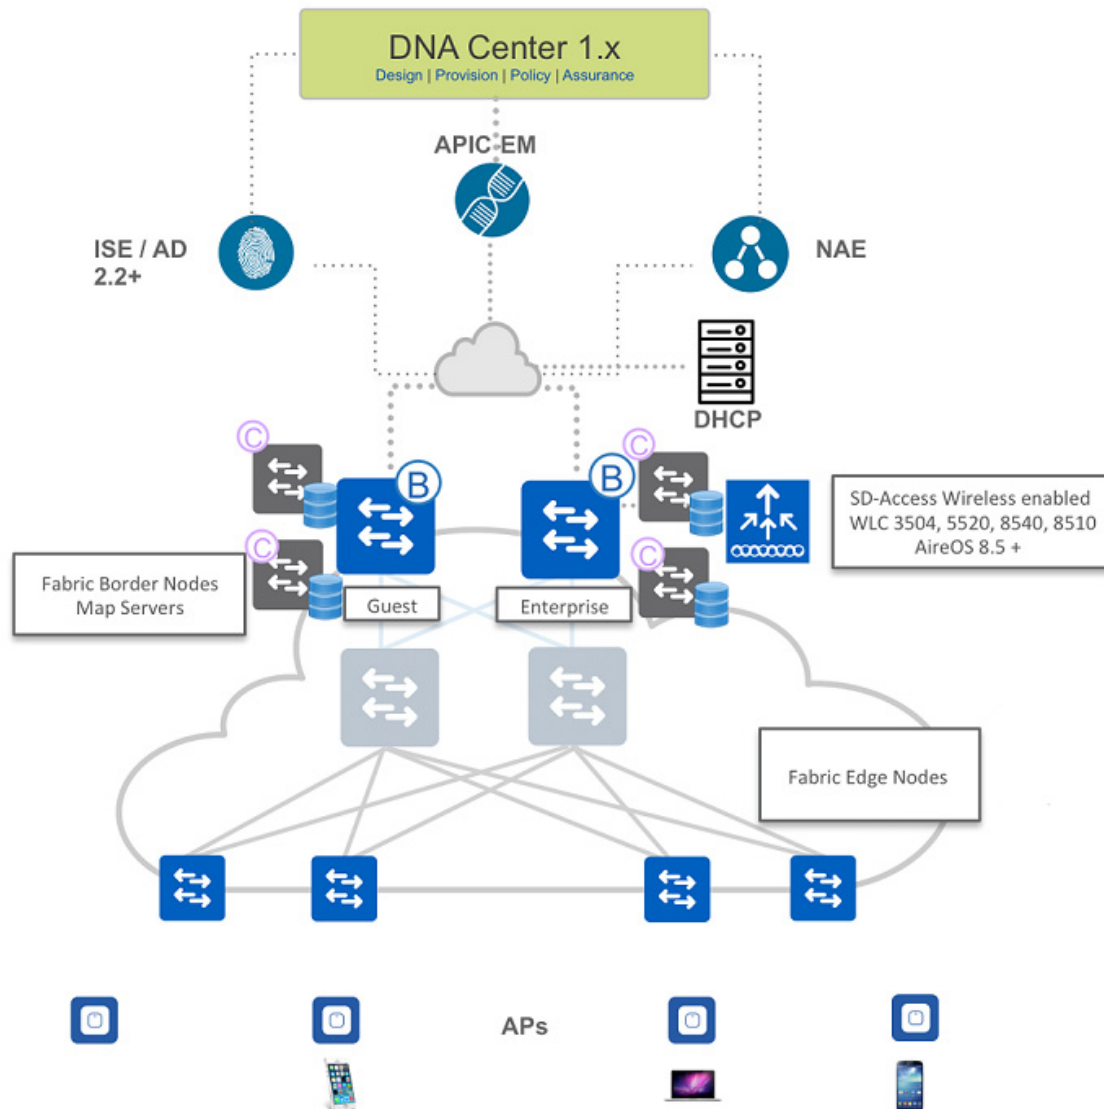 DNA Center 1.x
Design | Provision | Policy | Assurance
APIC EM
ISE / AD
2.2+
NAE
DHCP
C
B
C
B
C
C
SD-Access Wireless enabled
WLC 3504, 5520, 8540, 8510
AireOS 8.5 +
Fabric Border Nodes
Map Servers
Guest
Enterprise
Fabric Edge Nodes
APs